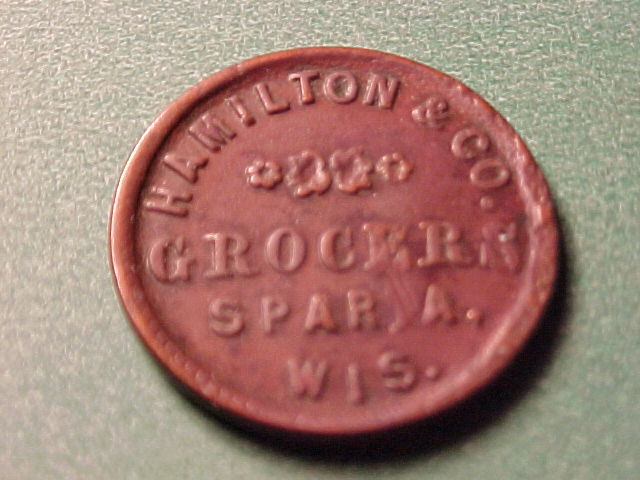 HAMILTON & CO.
GROCERS
SPARTA,
WIS.